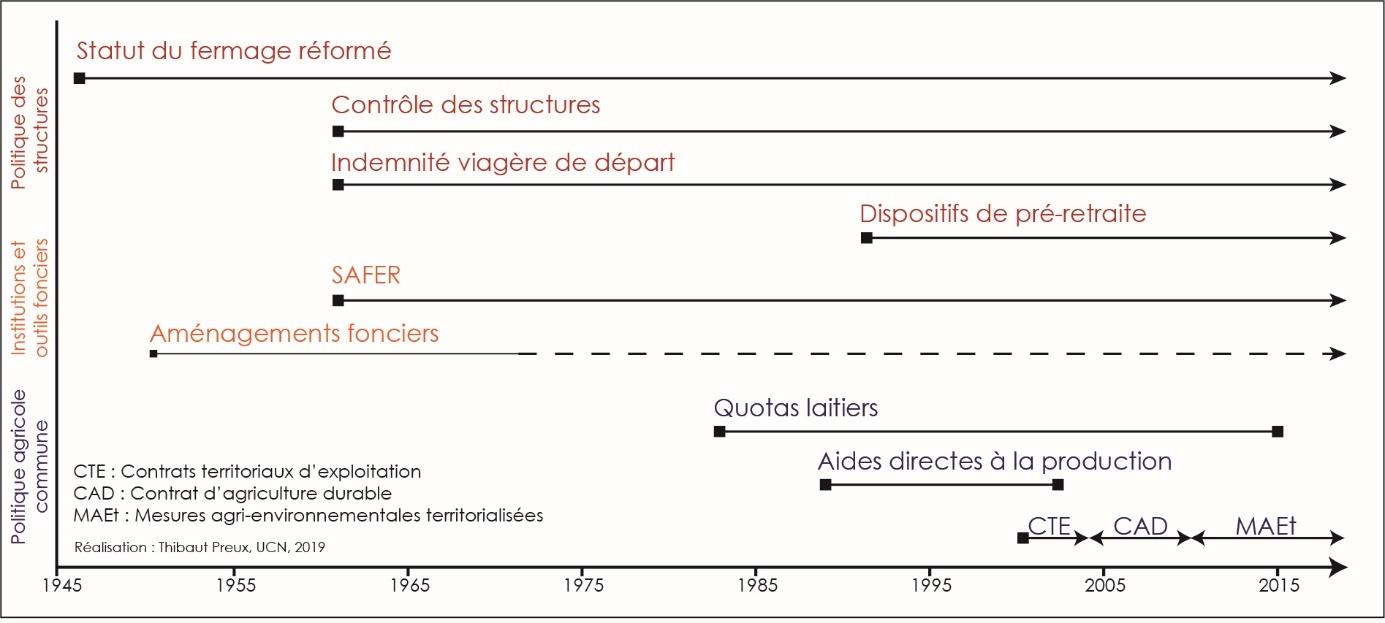 Statut du fermage réformé
Contrôle des structures
Indemnité viagère de départ
Dispositifs de pré-retraite
Politique des
structures
SAFER
Aménagements fonciers
Institutions et
outils fonciers
Quotas laitiers
Aides directes à la production
CTE
CAD
MAEt
Politique agricole
commune
CTE : Contrats territoriaux d'exploitation
CAD : Contrat d'agriculture durable
MAEt : Mesures agri-environnementales territorialisées
Réalisation : Thibaut Preux, UCN, 2019
1945
1955
1965
1975
1985
1995
2005
2015